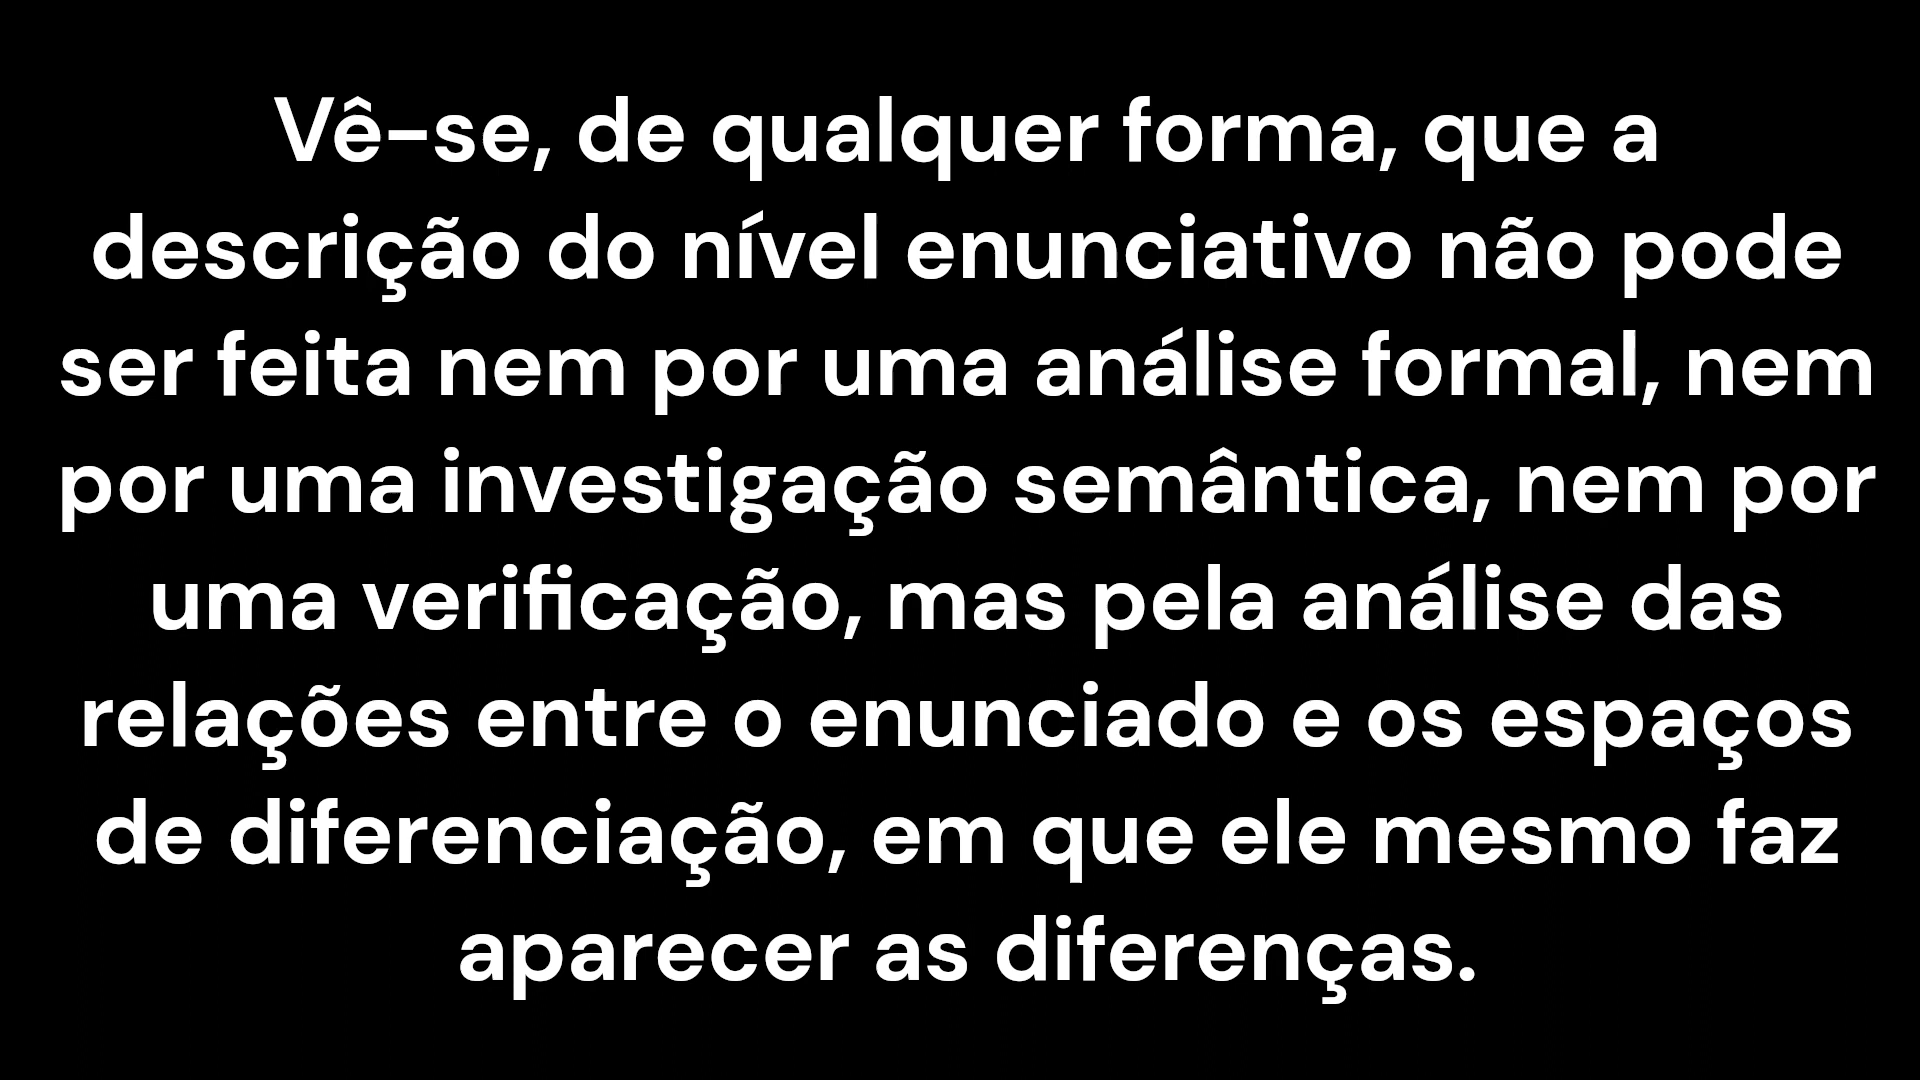 Vê-se, de qualquer forma, que a
descrição do nível enunciativo não pode
ser feita nem por uma análise formal, nem
por uma investigação semântica, nem por
uma verificação, mas pela análise das
relações entre o enunciado e os espaços
de diferenciação, em que ele mesmo faz
aparecer as diferenças.